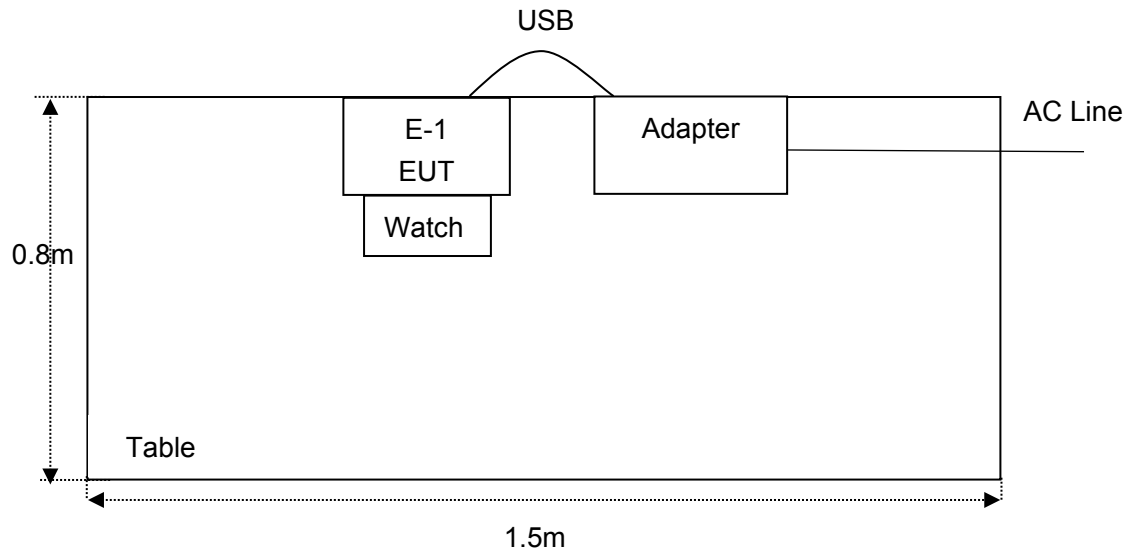 USB
AC Line
E-1
EUT
Adapter
Watch
0.8m
Table
1.5m